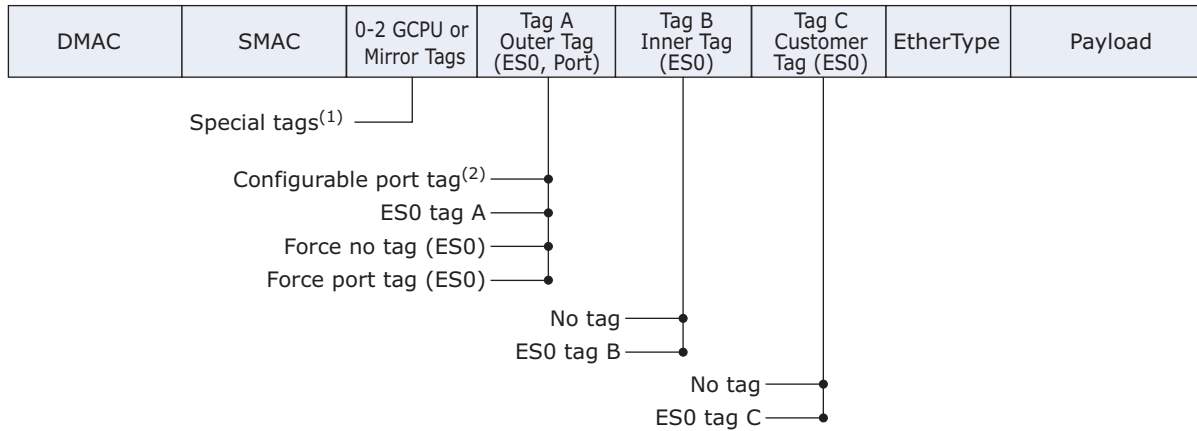 DMAC
SMAC
0-2 GCPU or
Mirror Tags
Tag A
Outer Tag
(ES0, Port)
Tag B
Inner Tag
(ES0)
Tag C
Customer
Tag (ES0)
EtherType
Payload
Special tags(1)
Configurable port tag(2)
ES0 tag A
Force no tag (ES0)
Force port tag (ES0)
No tag
ES0 tag B
No tag
ES0 tag C